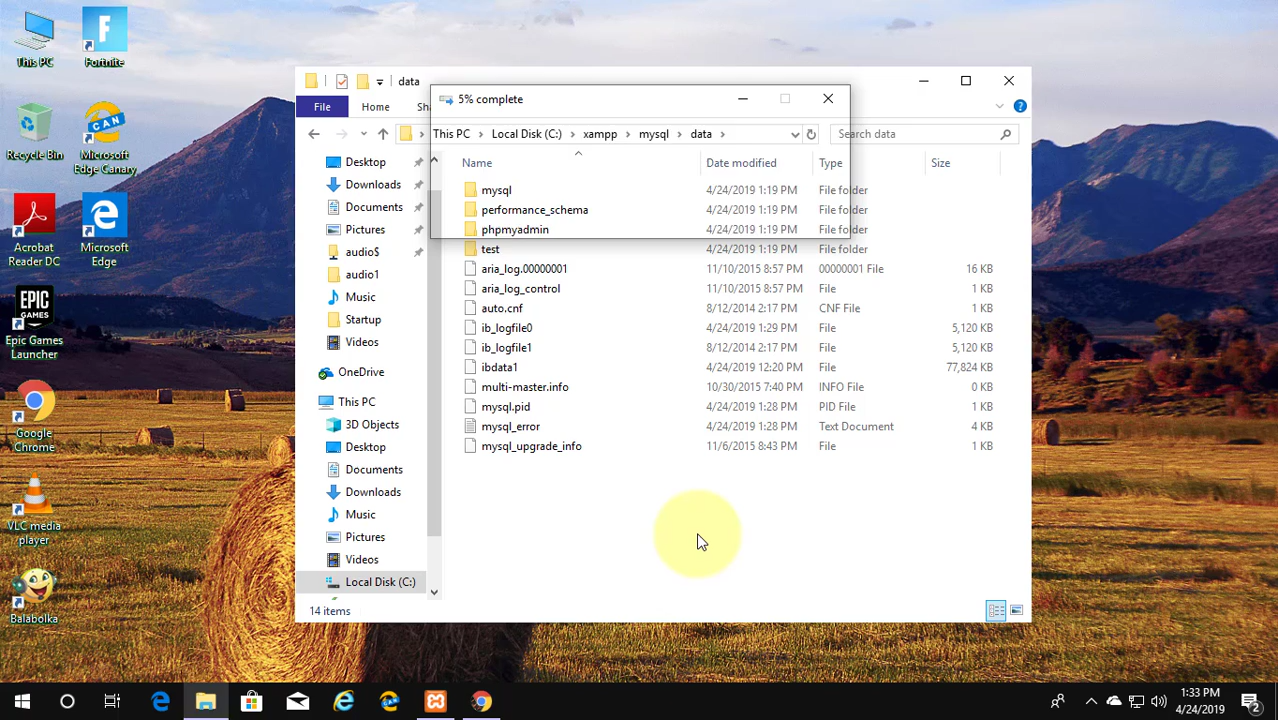 This PC
Fortnite
Recycle Bin
CAN
Microsoft
Edge Canary
Acrobat
Reader DC
Microsoft
Edge
EPIC
GAMES
Epic Games
Launcher
Google
Chrome
VLC media
player
Balabolka
data
5% complete
File
Home
Sha
This PC
Local Disk (C:)
xampp
mysql
data
Search data
Desktop
Downloads
Documents
Pictures
audio$
audio1
Music
Startup
Videos
OneDrive
This PC
3D Objects
Desktop
Documents
Downloads
Music
Pictures
Videos
Local Disk (C:)
Name Date modified Type Size
mysql 4/24/2019 1:19 PM File folder
performance_schema 4/24/2019 1:19 PM File folder
phpmyadmin 4/24/2019 1:19 PM File folder
test 4/24/2019 1:19 PM File folder
aria_log.00000001 11/10/2015 8:57 PM 00000001 File 16 KB
aria_log_control 11/10/2015 8:57 PM File 1 KB
auto.cnf 8/12/2014 2:17 PM CNF File 1 KB
ib_logfile0 4/24/2019 1:29 PM File 5,120 KB
ib_logfile1 8/12/2014 2:17 PM File 5,120 KB
ibdata1 4/24/2019 12:20 PM File 77,824 KB
multi-master.info 10/30/2015 7:40 PM INFO File 0 KB
mysql.pid 4/24/2019 1:28 PM PID File 1 KB
mysql_error 4/24/2019 1:28 PM Text Document 4 KB
mysql_upgrade_info 11/6/2015 8:43 PM File 1 KB
14 items
1:33 PM
4/24/2019
2